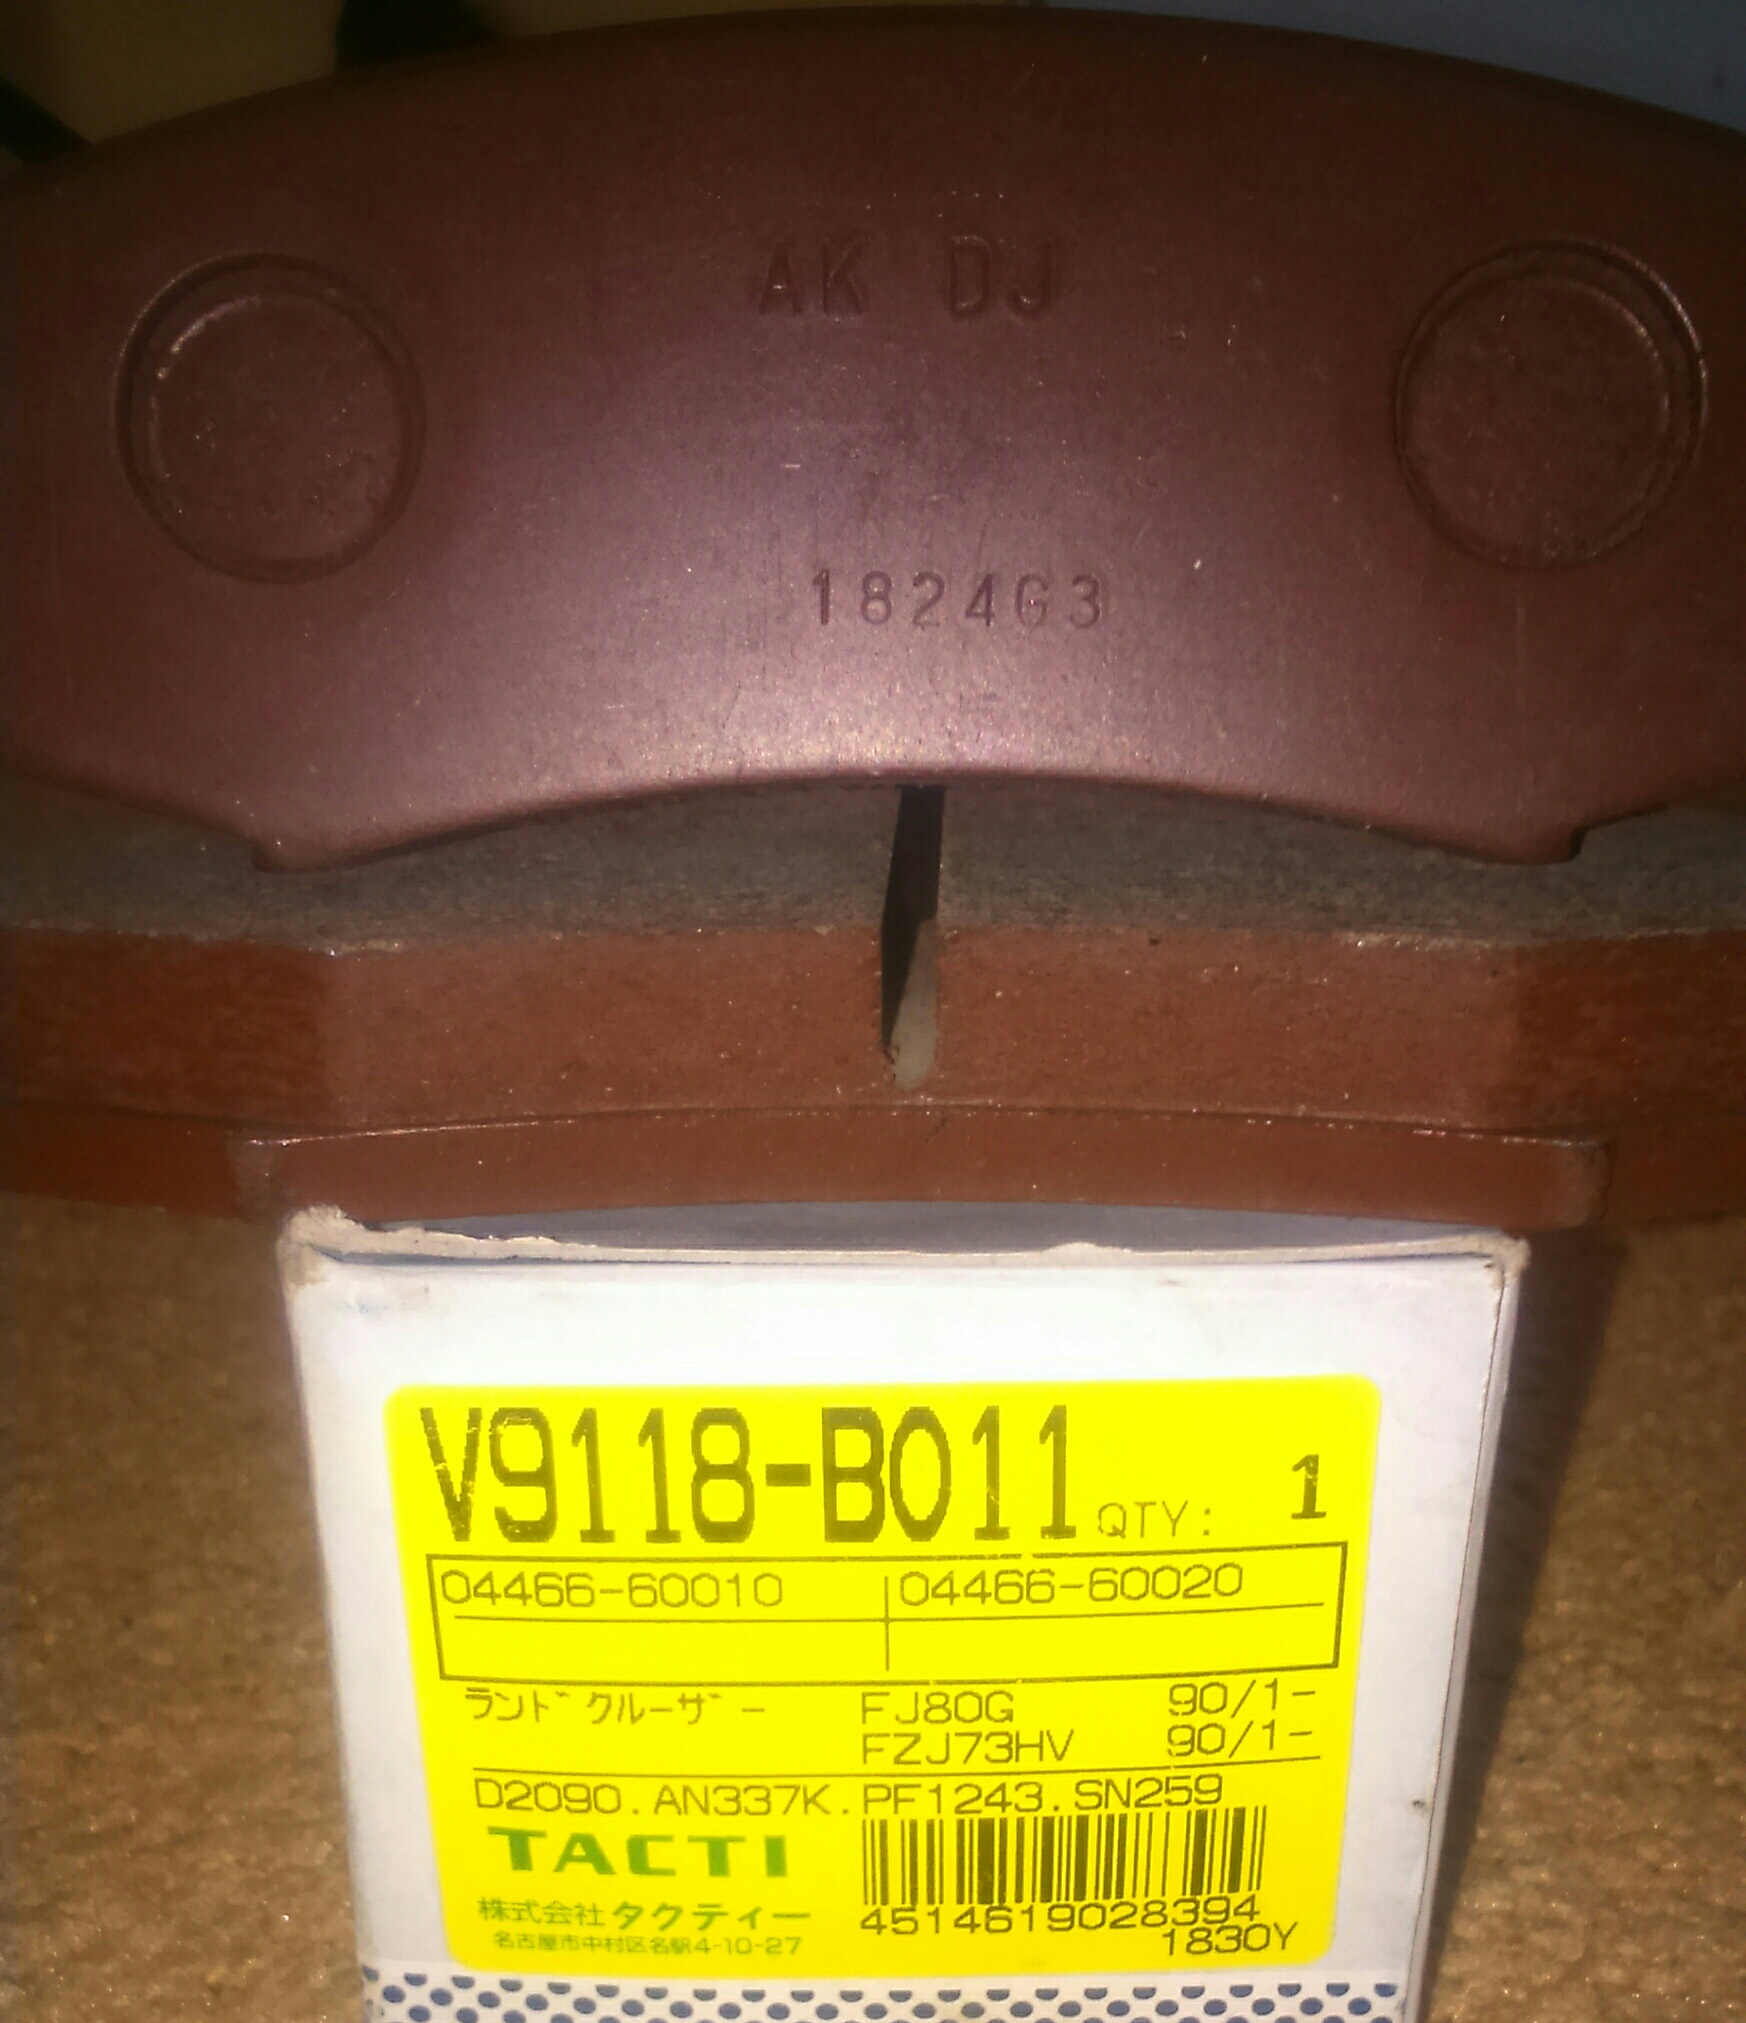 AK DJ
1824G3
V9118-B011 QTY: 1
04466-60010 04466-60020
ランドクルーザー FJ80G 90/1-
FZJ73HV 90/1-
D2090.AN337K.PF1243.SN259
TACTI
株式会社タクティー
名古屋市中村区名駅4-10-27
4514619028394
1830Y